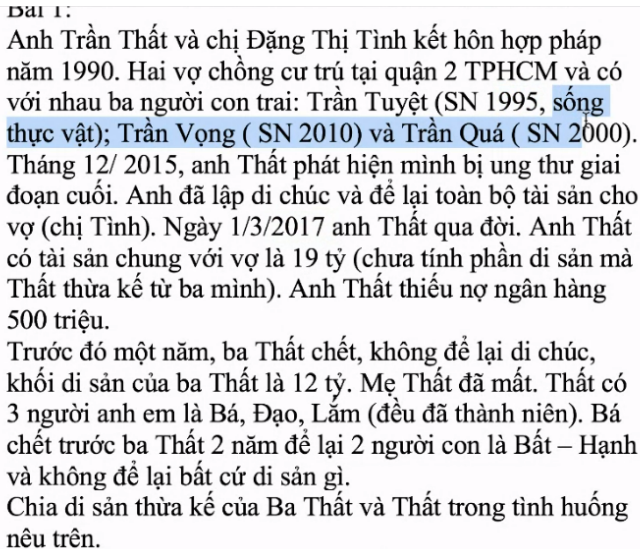 Bài 1:
Anh Trần Thất và chị Đặng Thị Tình kết hôn hợp pháp
năm 1990. Hai vợ chồng cư trú tại quận 2 TPHCM và có
với nhau ba người con trai: Trần Tuyệt (SN 1995, sống
thực vật); Trần Vọng ( SN 2010) và Trần Quá ( SN 2000).
Tháng 12/ 2015, anh Thất phát hiện mình bị ung thư giai
đoạn cuối. Anh đã lập di chúc và để lại toàn bộ tài sản cho
vợ (chị Tình). Ngày 1/3/2017 anh Thất qua đời. Anh Thất
có tài sản chung với vợ là 19 tỷ (chưa tính phần di sản mà
Thất thừa kế từ ba mình). Anh Thất thiếu nợ ngân hàng
500 triệu.
Trước đó một năm, ba Thất chết, không để lại di chúc,
khối di sản của ba Thất là 12 tỷ. Mẹ Thất đã mất. Thất có
3 người anh em là Bá, Đạo, Lắm (đều đã thành niên). Bá
chết trước ba Thất 2 năm để lại 2 người con là Bất – Hạnh
và không để lại bất cứ di sản gì.
Chia di sản thừa kế của Ba Thất và Thất trong tình huống
nêu trên.